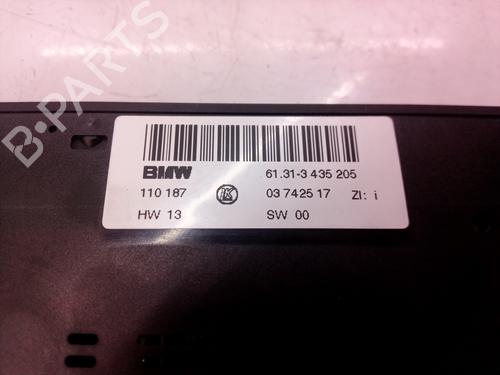 B-PARTS
BMW 61.31-3 435 205
110 187 K 03 7425 17 ZI: i
HW 13 SW 00